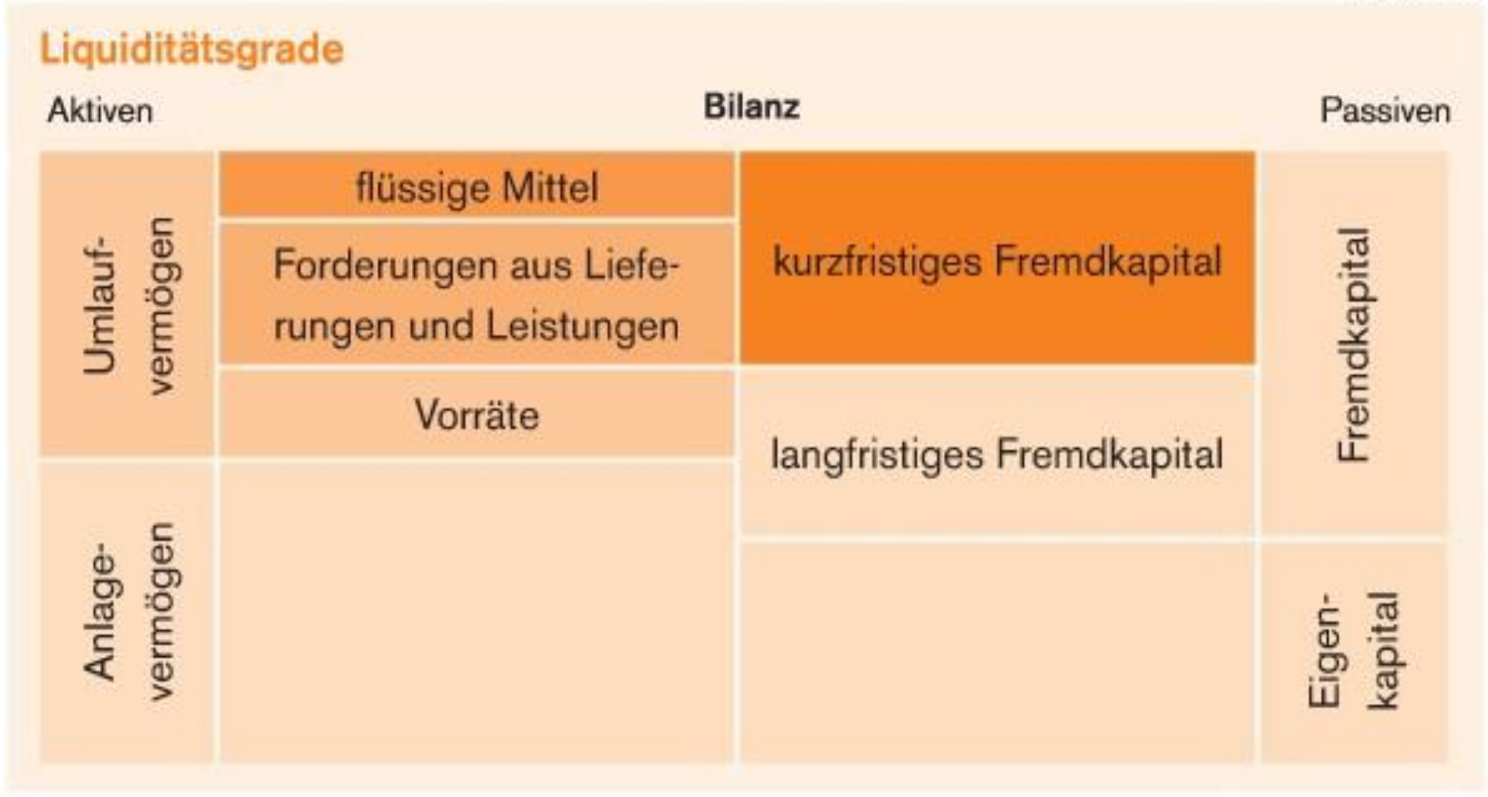 Liquiditätsgrade
Aktiven
Bilanz
Passiven
Umlauf-
vermögen
flüssige Mittel
Forderungen aus Liefe-
rungen und Leistungen
Vorräte
kurzfristiges Fremdkapital
langfristiges Fremdkapital
Fremdkapital
Anlage-
vermögen
Eigen-
kapital